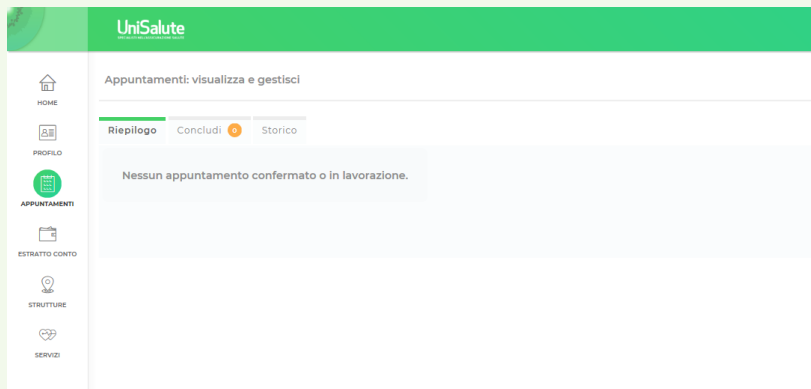 UniSalute
HOME
PROFILO
APPUNTAMENTI
ESTRATTO CONTO
STRUTTURE
SERVIZI
Appuntamenti: visualizza e gestisci
Riepilogo Concludi 0 Storico
Nessun appuntamento confermato o in lavorazione.